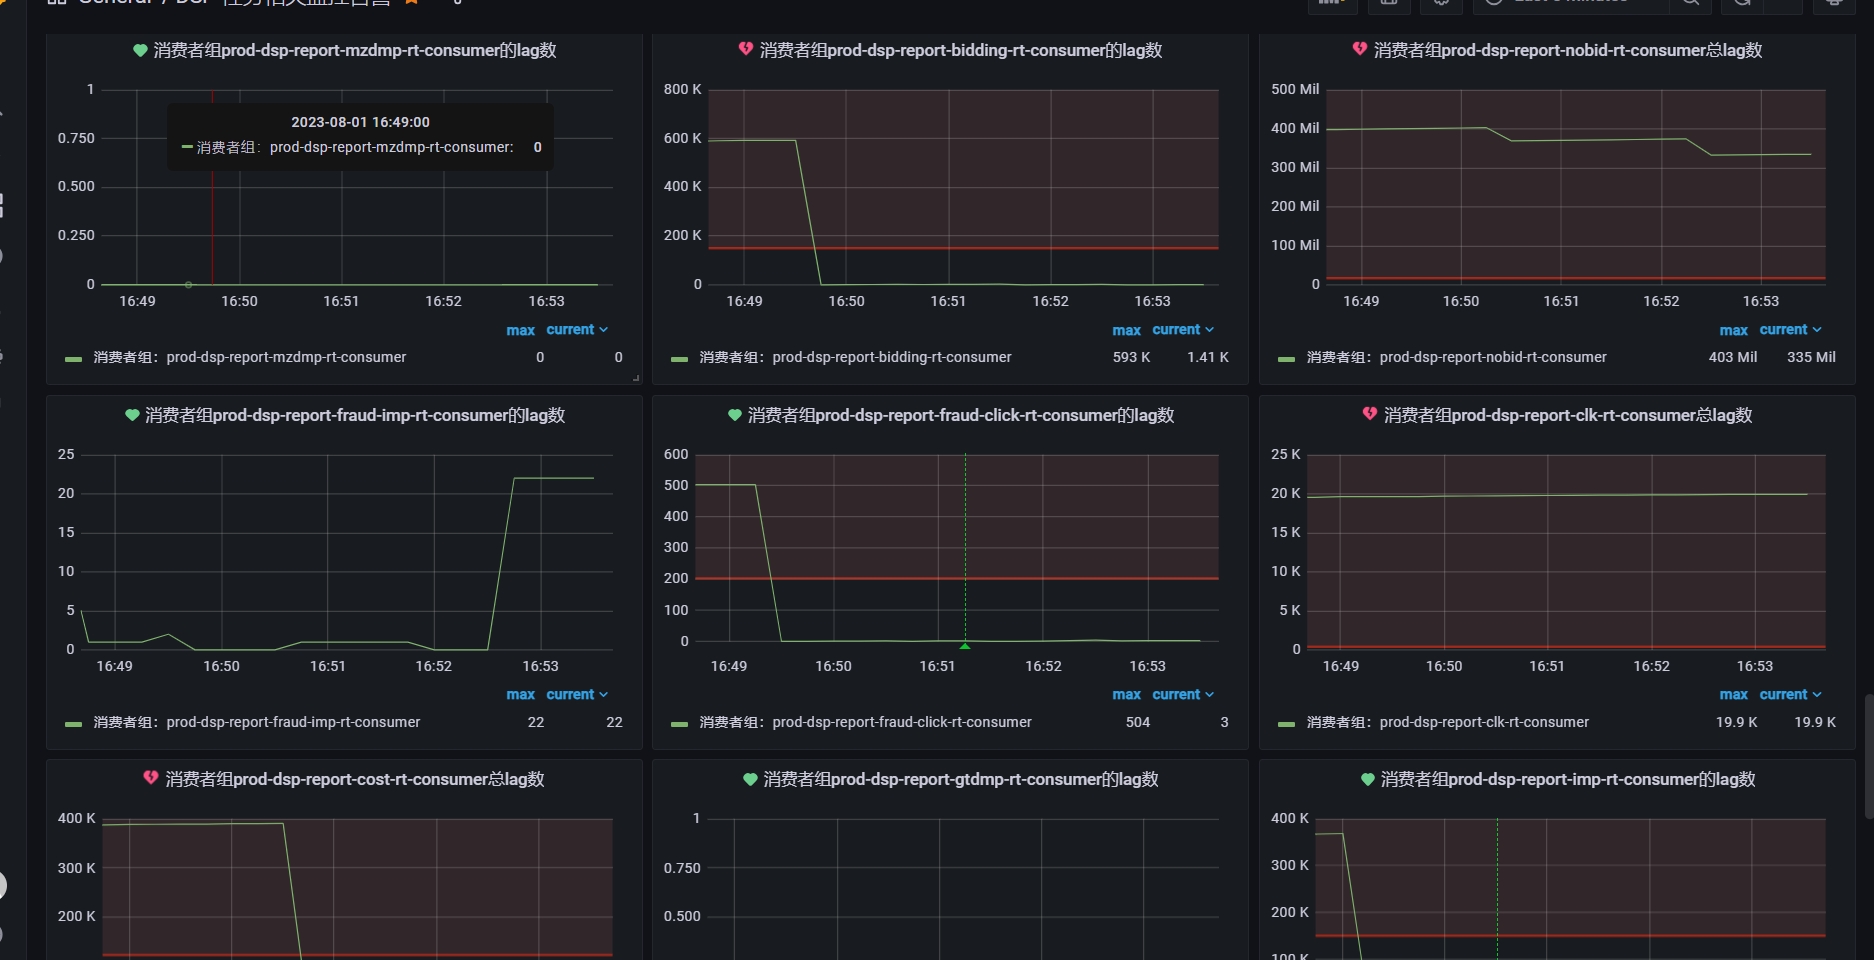 消费者组prod-dsp-report-mzdmp-rt-consumer的lag数
1
0.750
0.500
0.250
0
2023-08-01 16:49:00
消费者组: prod-dsp-report-mzdmp-rt-consumer: 0
16:49 16:50 16:51 16:52 16:53
max current
消费者组: prod-dsp-report-mzdmp-rt-consumer 0 0
消费者组prod-dsp-report-bidding-rt-consumer的lag数
800 K
600 K
400 K
200 K
0
16:49 16:50 16:51 16:52 16:53
max current
消费者组: prod-dsp-report-bidding-rt-consumer 593 K 1.41 K
消费者组prod-dsp-report-nobid-rt-consumer总lag数
500 Mil
400 Mil
300 Mil
200 Mil
100 Mil
0
16:49 16:50 16:51 16:52 16:53
max current
消费者组: prod-dsp-report-nobid-rt-consumer 403 Mil 335 Mil
消费者组prod-dsp-report-fraud-imp-rt-consumer的lag数
25
20
15
10
5
0
16:49 16:50 16:51 16:52 16:53
max current
消费者组: prod-dsp-report-fraud-imp-rt-consumer 22 22
消费者组prod-dsp-report-fraud-click-rt-consumer的lag数
600
500
400
300
200
100
0
16:49 16:50 16:51 16:52 16:53
max current
消费者组: prod-dsp-report-fraud-click-rt-consumer 504 3
消费者组prod-dsp-report-clk-rt-consumer总lag数
25 K
20 K
15 K
10 K
5 K
0
16:49 16:50 16:51 16:52 16:53
max current
消费者组: prod-dsp-report-clk-rt-consumer 19.9 K 19.9 K
消费者组prod-dsp-report-cost-rt-consumer总lag数
400 K
300 K
200 K
消费者组prod-dsp-report-gtdmp-rt-consumer的lag数
1
0.750
0.500
消费者组prod-dsp-report-imp-rt-consumer的lag数
400 K
300 K
200 K
100 K